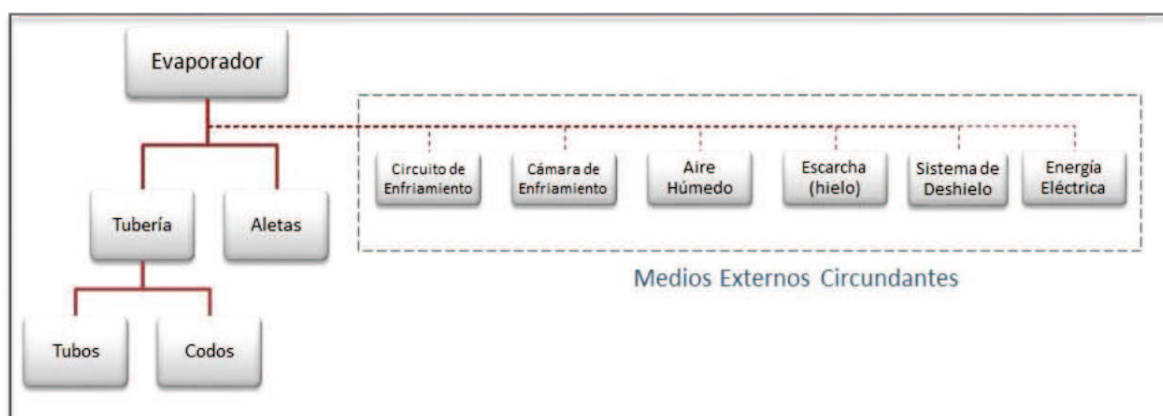 Evaporador
Circuito de
Enfriamiento
Cámara de
Enfriamiento
Aire
Húmedo
Escarcha
(hielo)
Sistema de
Deshielo
Energía
Eléctrica
Tubería
Aletas
Medios Externos Circundantes
Tubos
Codos